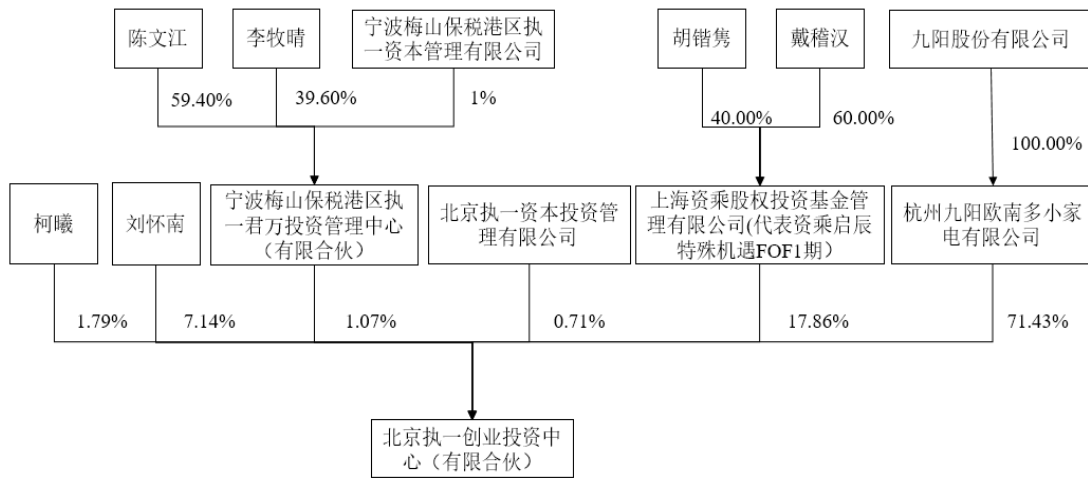 陈文江
李牧晴
宁波梅山保税港区执
一资本管理有限公司
胡锴隽
戴稽汉
九阳股份有限公司
59.40%
39.60%
1%
40.00%
60.00%
100.00%
柯曦
刘怀南
宁波梅山保税港区执
一君万投资管理中心
（有限合伙）
北京执一资本投资管
理有限公司
上海资乘股权投资基金管
理有限公司(代表资乘启辰
特殊机遇FOF1期）
杭州九阳欧南多小家
电有限公司
1.79%
7.14%
1.07%
0.71%
17.86%
71.43%
北京执一创业投资中
心（有限合伙）